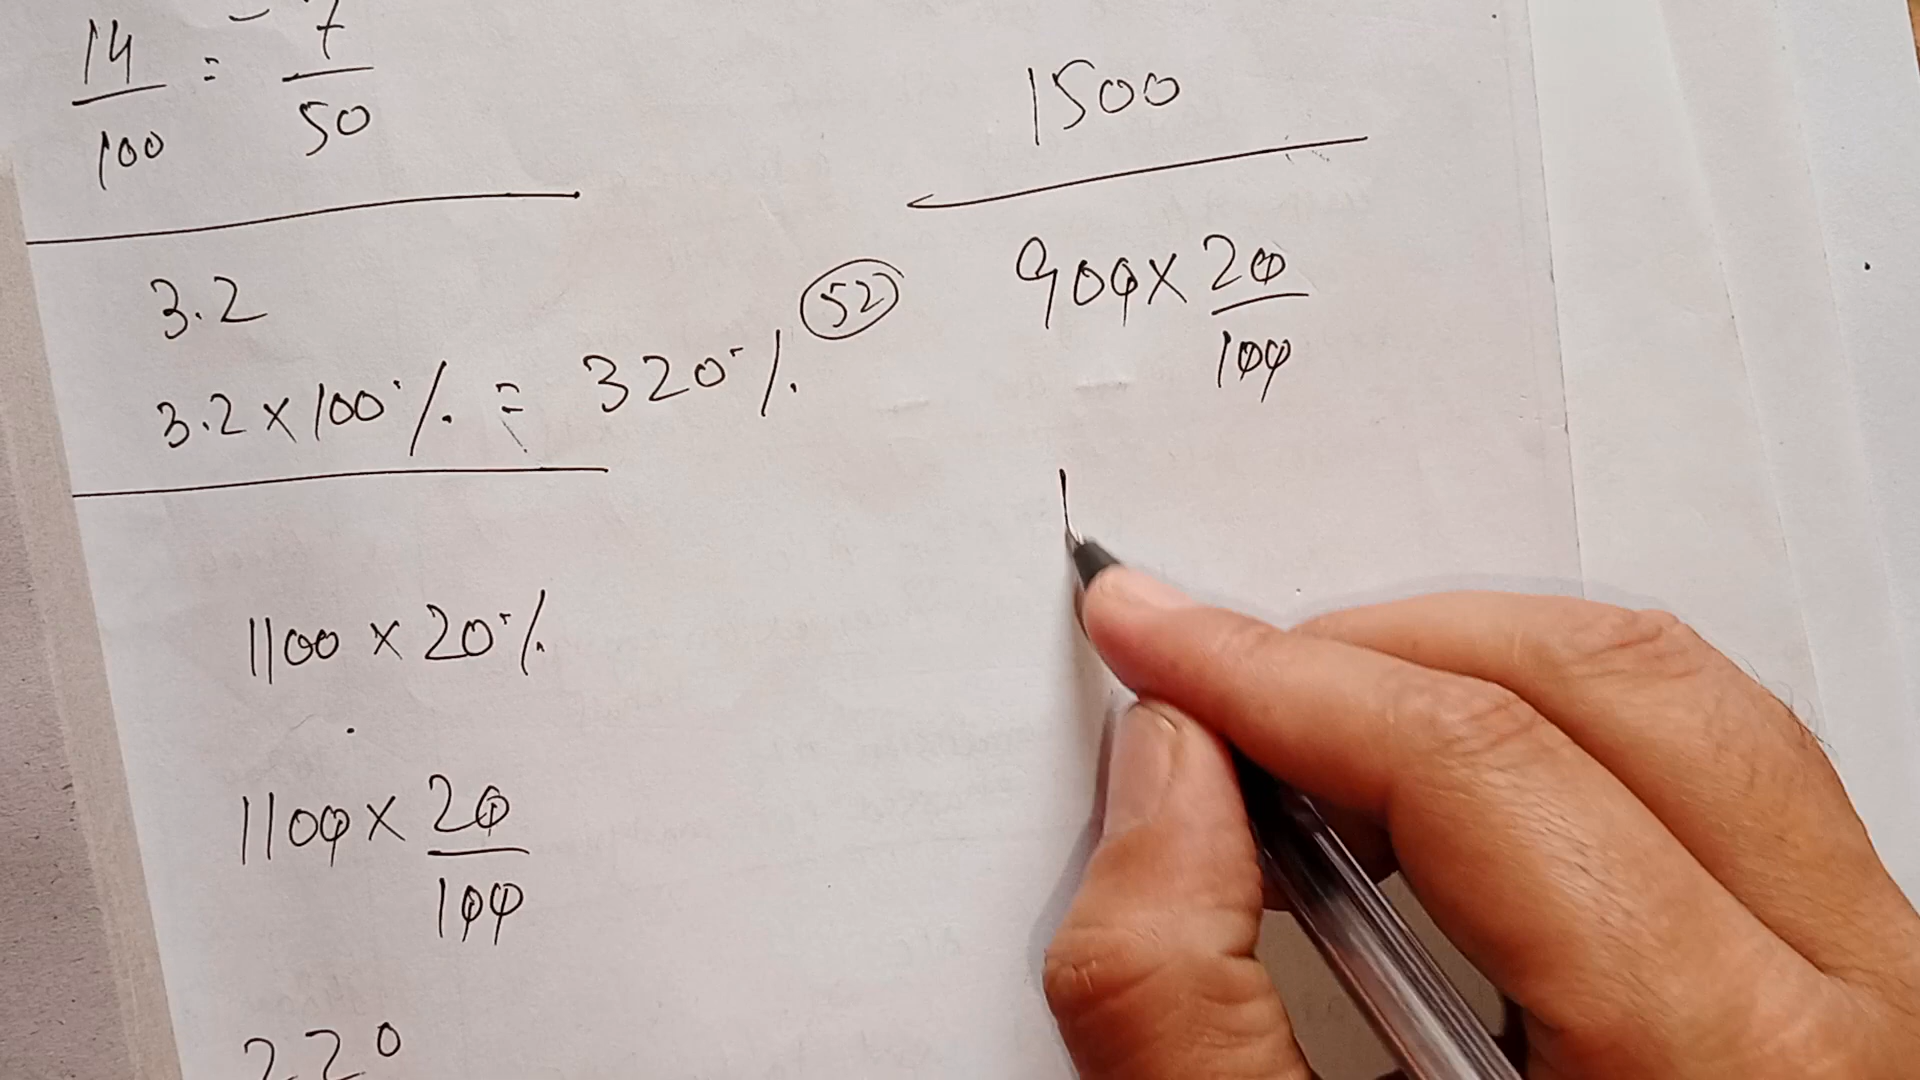 14/100 = 7/50
3.2
3.2 x 100% = 320%
1100 x 20%
1100 x 20/100
220
1500
52
900 x 20/100